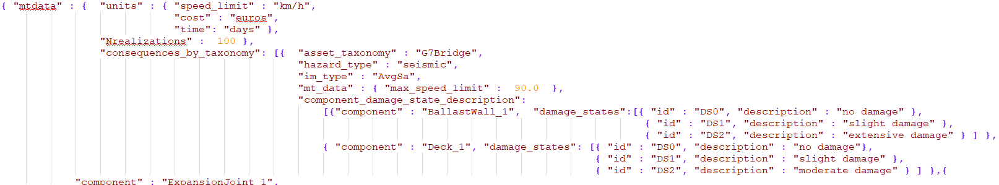 { "mtdata" : {  "units" : { "speed_limit" : "km/h",
"cost" : "euros",
"time": "days" },
"Nrealizations" :  100 },
"consequences_by_taxonomy": [{  "asset_taxonomy" : "G7Bridge",
"hazard_type" : "seismic",
"im_type" : "AvgSa",
"mt_data" : { "max_speed_limit" :  90.0  },
"component_damage_state_description":
[{"component" : "BallastWall_1",  "damage_states":[{ "id" : "DS0", "description" : "no damage" },
{ "id" : "DS1", "description" : "slight damage" },
{ "id" : "DS2", "description" : "extensive damage" } ] },
{ "component" : "Deck_1", "damage_states": [{ "id" : "DS0", "description" : "no damage"},
{ "id" : "DS1", "description" : "slight damage" },
{ "id" : "DS2", "description" : "moderate damage" } ] },{
"component" : "ExpansionJoint_1",